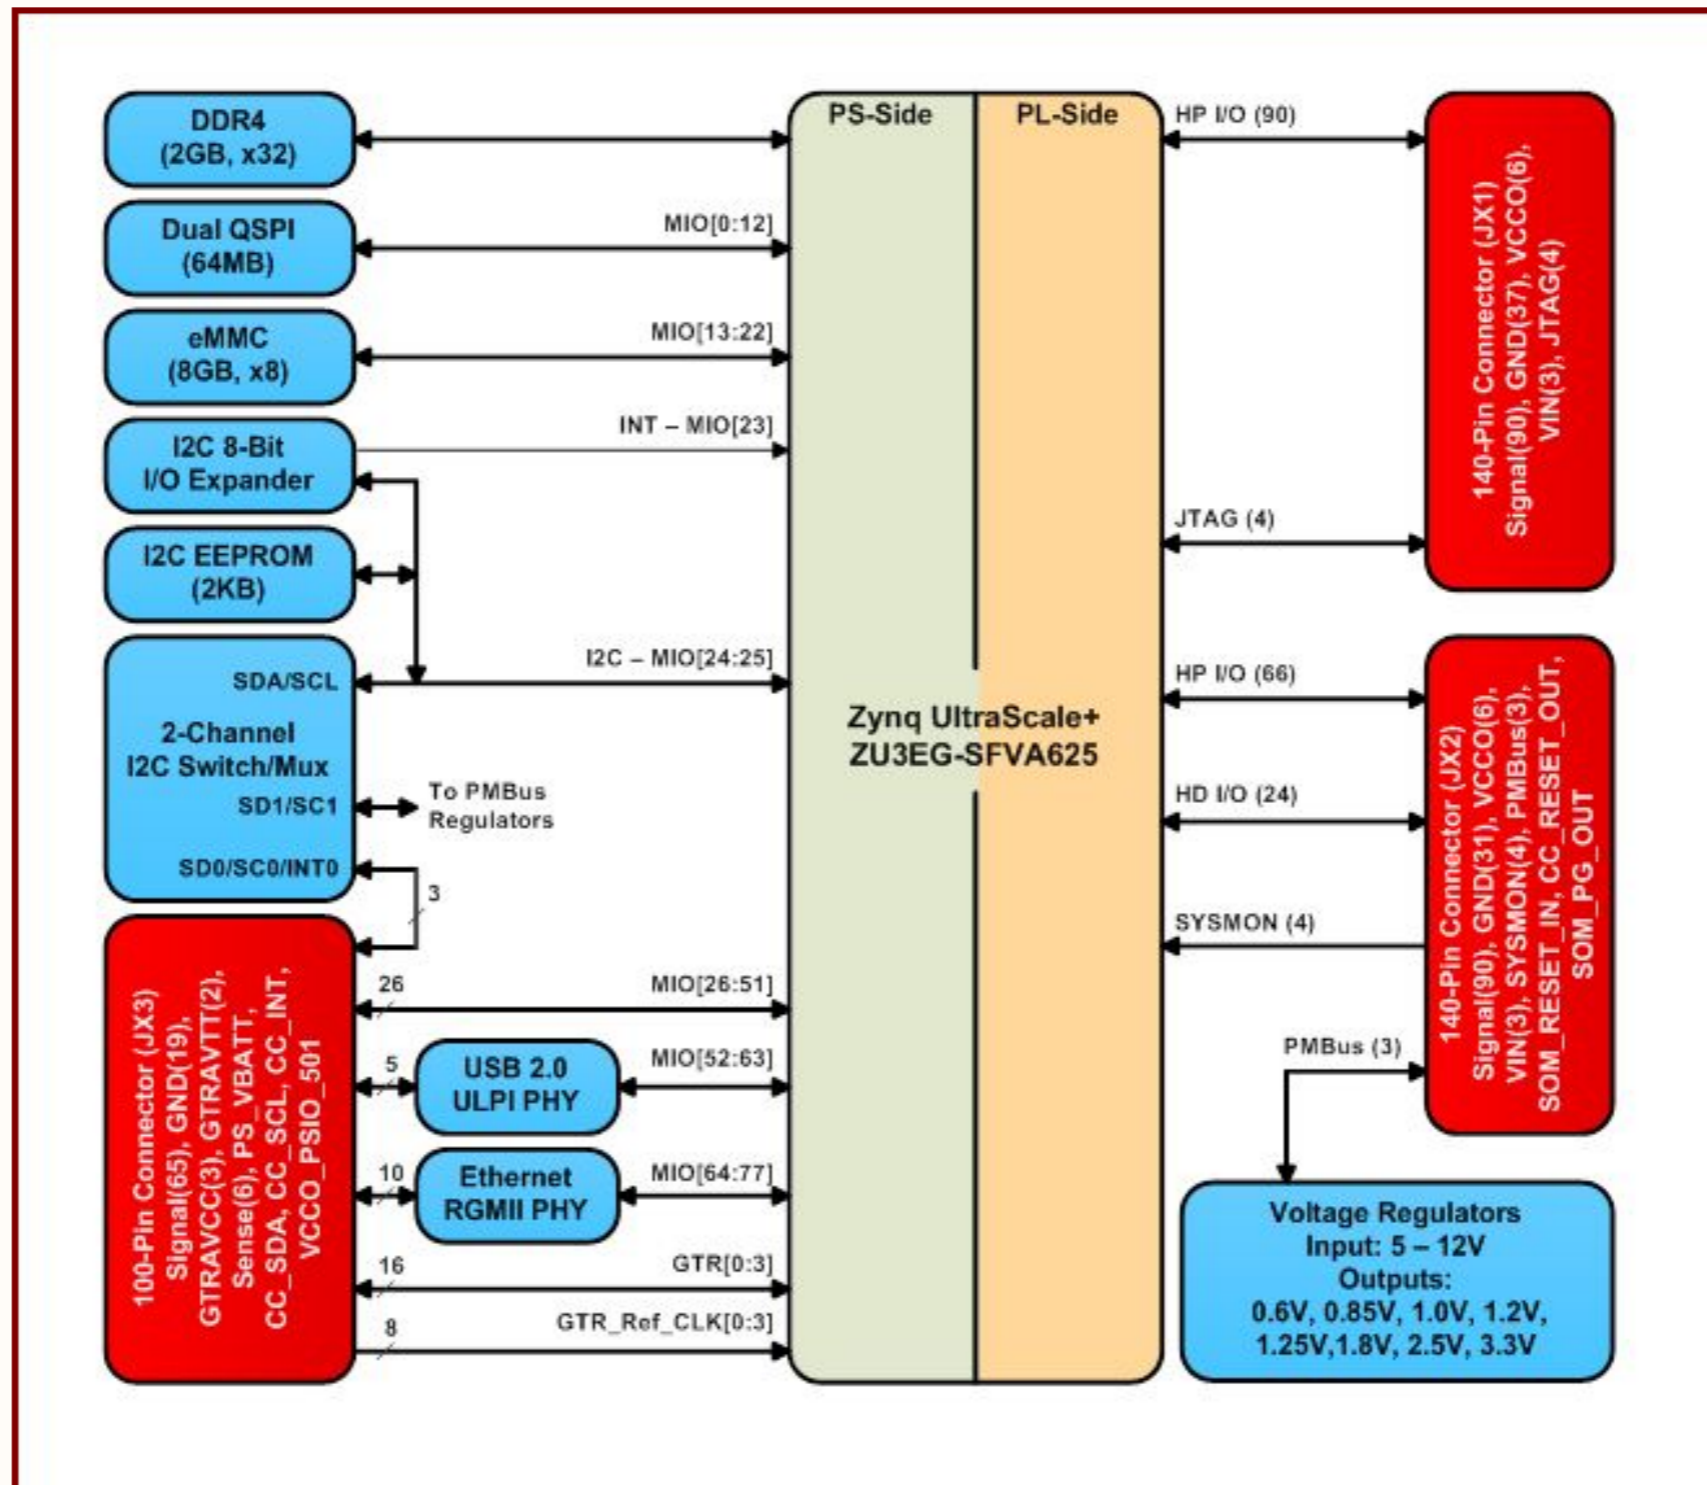 DDR4
(2GB, x32)
Dual QSPI
(64MB)
MIO[0:12]
eMMC
(8GB, x8)
MIO[13:22]
I2C 8-Bit
I/O Expander
INT – MIO[23]
I2C EEPROM
(2KB)
I2C – MIO[24:25]
SDA/SCL
2-Channel
I2C Switch/Mux
SD1/SC1
To PMBus
Regulators
SD0/SC0/INT0
3
100-Pin Connector (JX3)
Signal(65), GND(19),
GTRAVCC(3), GTRAVTT(2),
Sense(6), PS_VBATT,
CC_SDA, CC_SCL, CC_INT,
VCCO_PSIO_501
26
MIO[26:51]
5
USB 2.0
ULPI PHY
MIO[52:63]
10
Ethernet
RGMII PHY
MIO[64:77]
16
GTR[0:3]
8
GTR_Ref_CLK[0:3]
PS-Side
PL-Side
Zynq UltraScale+
ZU3EG-SFVA625
HP I/O (90)
JTAG (4)
140-Pin Connector (JX1)
Signal(90), GND(37), VCCO(6),
VIN(3), JTAG(4)
HP I/O (66)
HD I/O (24)
SYSMON (4)
PMBus (3)
140-Pin Connector (JX2)
Signal(90), GND(31), VCCO(6),
VIN(3), SYSMON(4), PMBus(3),
SOM_RESET_IN, CC_RESET_OUT,
SOM_PG_OUT
Voltage Regulators
Input: 5 – 12V
Outputs:
0.6V, 0.85V, 1.0V, 1.2V,
1.25V,1.8V, 2.5V, 3.3V